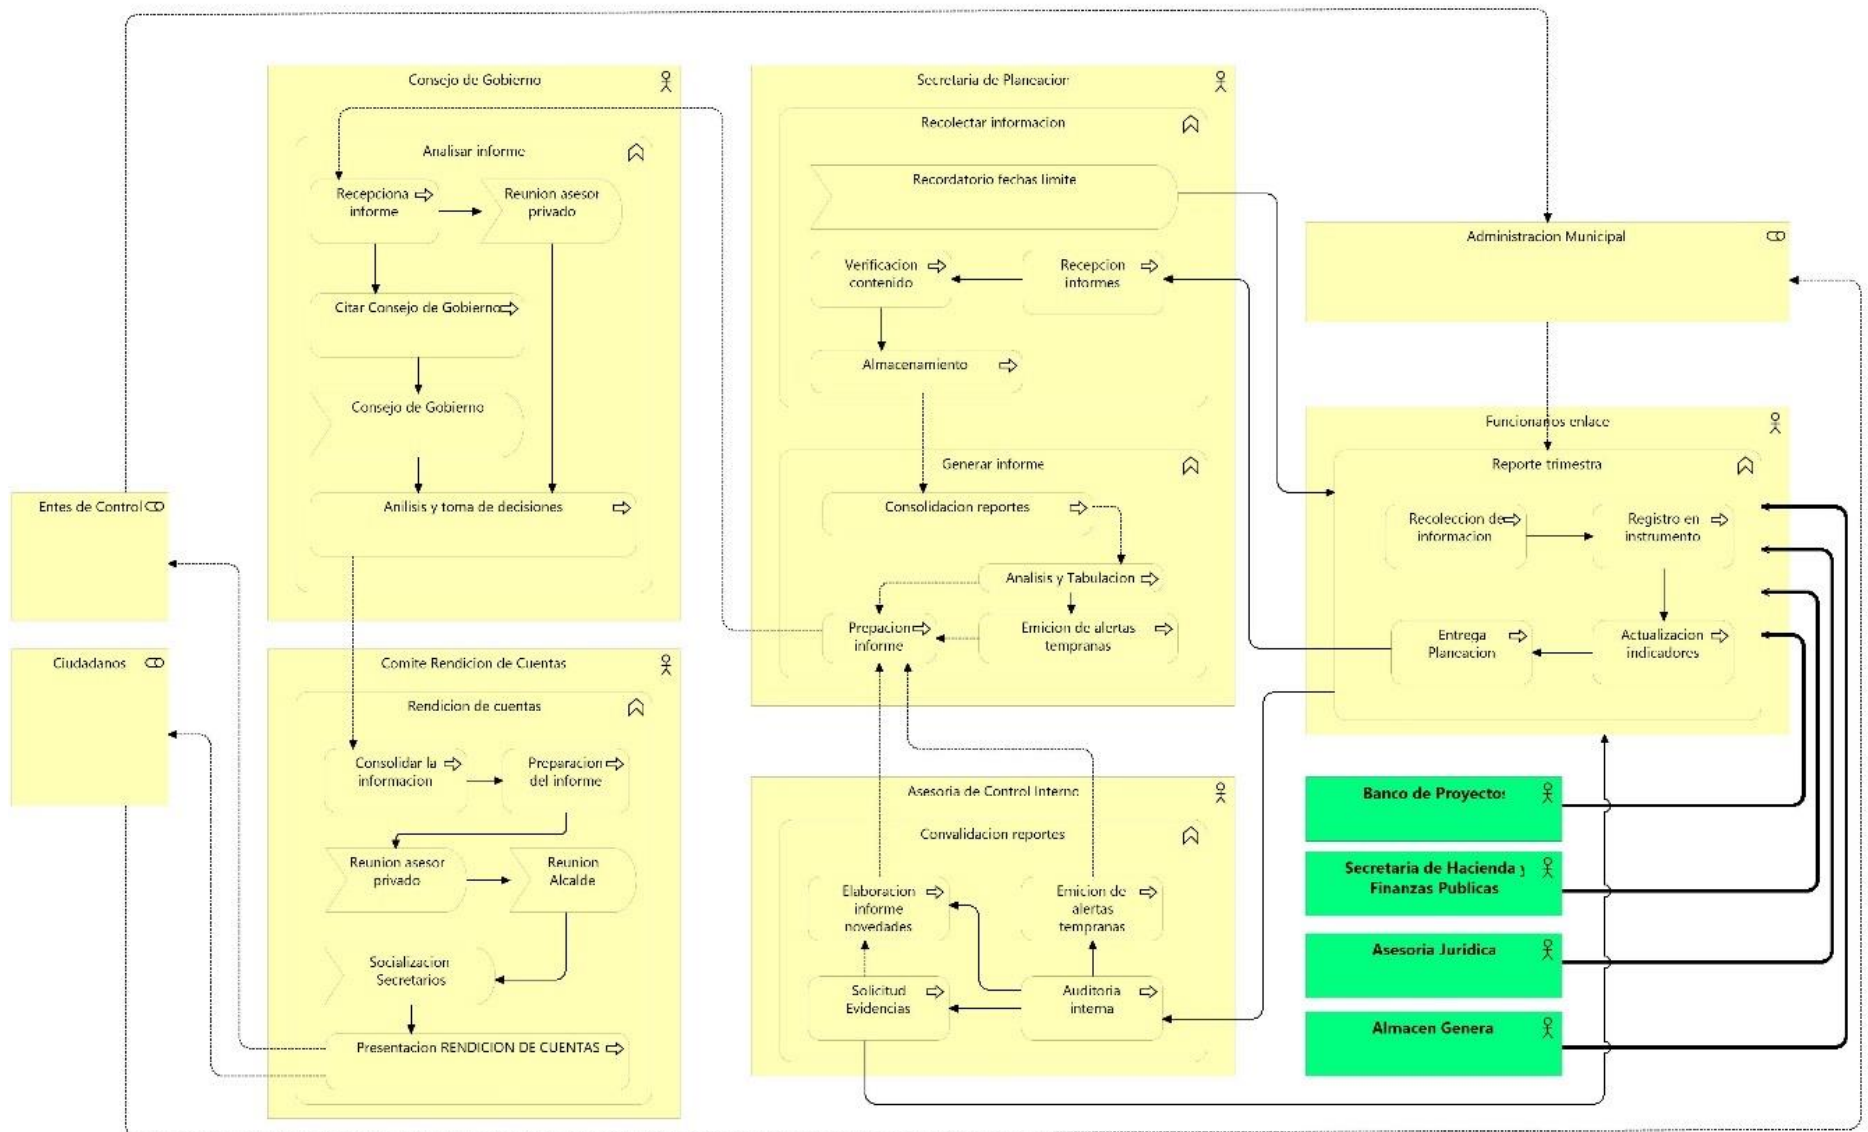 Consejo de Gobierno
Analisar informe
Recepciona
informe
Reunion asesor
privado
Citar Consejo de Gobierno
Consejo de Gobierno
Anilisis y toma de decisiones
Secretaria de Planeacion
Recolectar informacion
Recordatorio fechas limite
Verificacion
contenido
Recepcion
informes
Almacenamiento
Generar informe
Consolidacion reportes
Analisis y Tabulacion
Prepacion
informe
Emicion de alertas
tempranas
Administracion Municipal
Funcionarios enlace
Reporte trimestra
Recoleccion de
informacion
Registro en
instrumento
Entrega
Planeacion
Actualizacion
indicadores
Entes de Control
Ciudadanos
Comite Rendicion de Cuentas
Rendicion de cuentas
Consolidar la
informacion
Preparacion
del informe
Reunion asesor
privado
Reunion
Alcalde
Socializacion
Secretarios
Presentacion RENDICION DE CUENTAS
Asesoria de Control Interno
Convalidacion reportes
Elaboracion
informe
novedades
Emicion de
alertas
tempranas
Solicitud
Evidencias
Auditoria
interna
Banco de Proyectos
Secretaria de Hacienda y
Finanzas Publicas
Asesoria Juridica
Almacen Genera